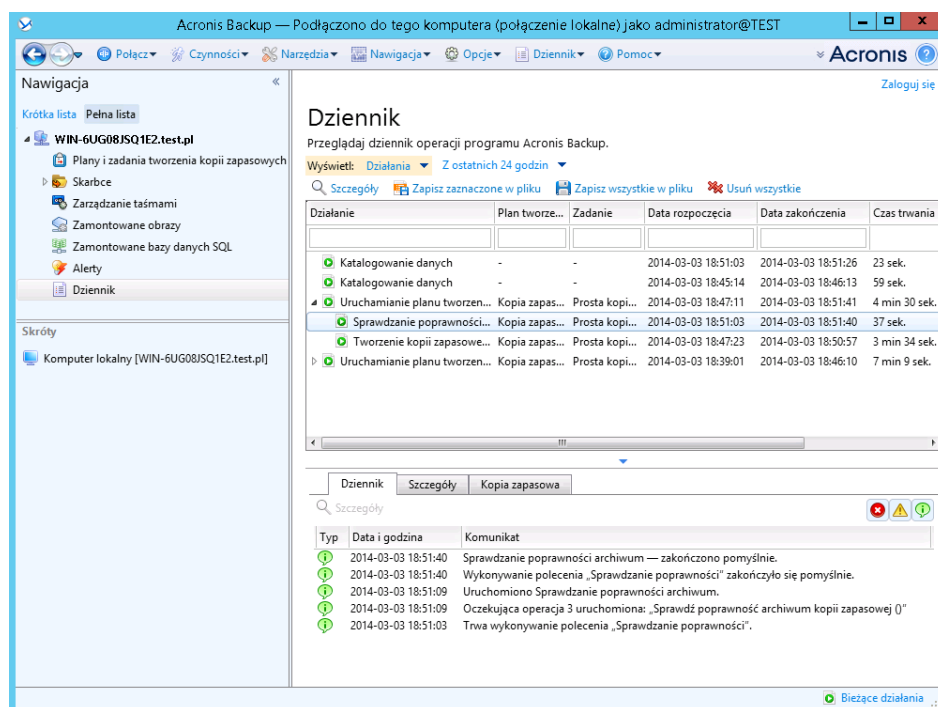 Acronis Backup — Podłączono do tego komputera (połączenie lokalne) jako administrator@TEST
Połącz Czynności Narzędzia Nawigacja Opcje Dziennik Pomoc Acronis
Nawigacja
Zaloguj się
Krótka lista Pełna lista
WIN-6UG08JSQ1E2.test.pl
Plany i zadania tworzenia kopii zapasowych
Skarbce
Zarządzanie taśmami
Zamontowane obrazy
Zamontowane bazy danych SQL
Alerty
Dziennik
Skróty
Komputer lokalny [WIN-6UG08JSQ1E2.test.pl]
Dziennik
Przeglądaj dziennik operacji programu Acronis Backup.
Wyświetl: Działania Z ostatnich 24 godzin
Szczegóły Zapisz zaznaczone w pliku Zapisz wszystkie w pliku Usuń wszystkie
Działanie Plan tworze... Zadanie Data rozpoczęcia Data zakończenia Czas trwania
Katalogowanie danych - - 2014-03-03 18:51:03 2014-03-03 18:51:26 23 sek.
Katalogowanie danych - - 2014-03-03 18:45:14 2014-03-03 18:46:13 59 sek.
Uruchamianie planu tworzen... Kopia zapas... Prosta kopi... 2014-03-03 18:47:11 2014-03-03 18:51:41 4 min 30 sek.
Sprawdzanie poprawności... Kopia zapas... Prosta kopi... 2014-03-03 18:51:03 2014-03-03 18:51:40 37 sek.
Tworzenie kopii zapasowe... Kopia zapas... Prosta kopi... 2014-03-03 18:47:23 2014-03-03 18:50:57 3 min 34 sek.
Uruchamianie planu tworzen... Kopia zapas... Prosta kopi... 2014-03-03 18:39:01 2014-03-03 18:46:10 7 min 9 sek.
Dziennik Szczegóły Kopia zapasowa
Szczegóły
Typ Data i godzina Komunikat
2014-03-03 18:51:40 Sprawdzanie poprawności archiwum — zakończono pomyślnie.
2014-03-03 18:51:40 Wykonywanie polecenia „Sprawdzanie poprawności” zakończyło się pomyślnie.
2014-03-03 18:51:09 Uruchomiono Sprawdzanie poprawności archiwum.
2014-03-03 18:51:09 Oczekująca operacja 3 uruchomiona: „Sprawdź poprawność archiwum kopii zapasowej ()”
2014-03-03 18:51:03 Trwa wykonywanie polecenia „Sprawdzanie poprawności”.
Bieżące działania